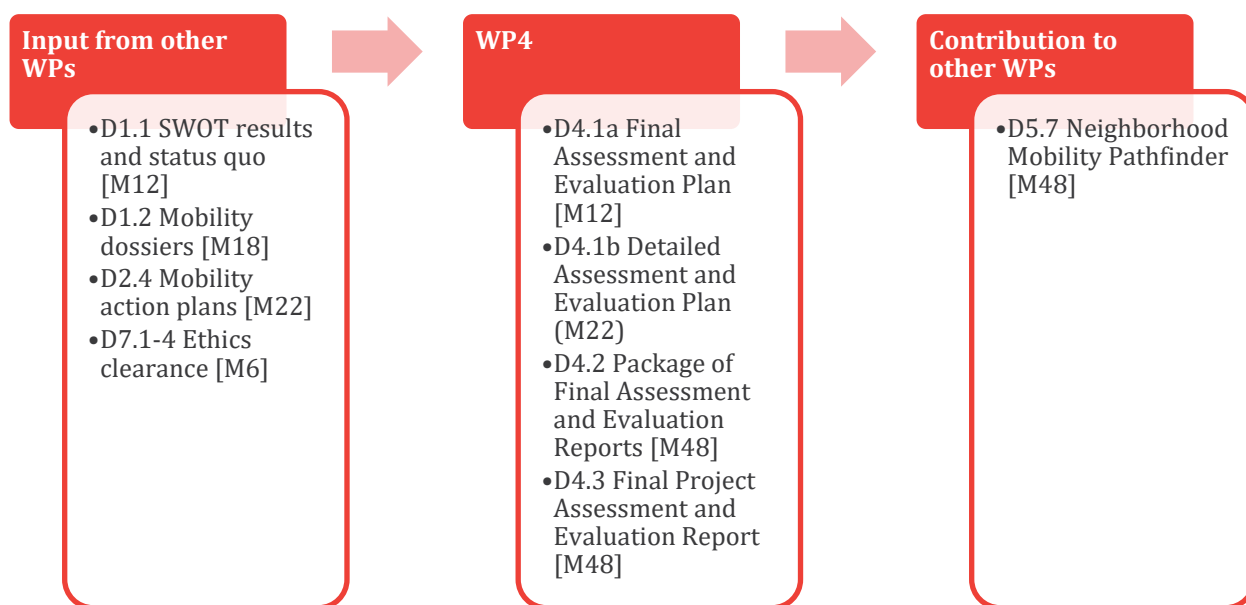 Input from other
WPs
•D1.1 SWOT results
and status quo
[M12]
•D1.2 Mobility
dossiers [M18]
•D2.4 Mobility
action plans [M22]
•D7.1-4 Ethics
clearance [M6]
WP4
•D4.1a Final
Assessment and
Evaluation Plan
[M12]
•D4.1b Detailed
Assessment and
Evaluation Plan
(M22)
•D4.2 Package of
Final Assessment
and Evaluation
Reports [M48]
•D4.3 Final Project
Assessment and
Evaluation Report
[M48]
Contribution to
other WPs
•D5.7 Neighborhood
Mobility Pathfinder
[M48]